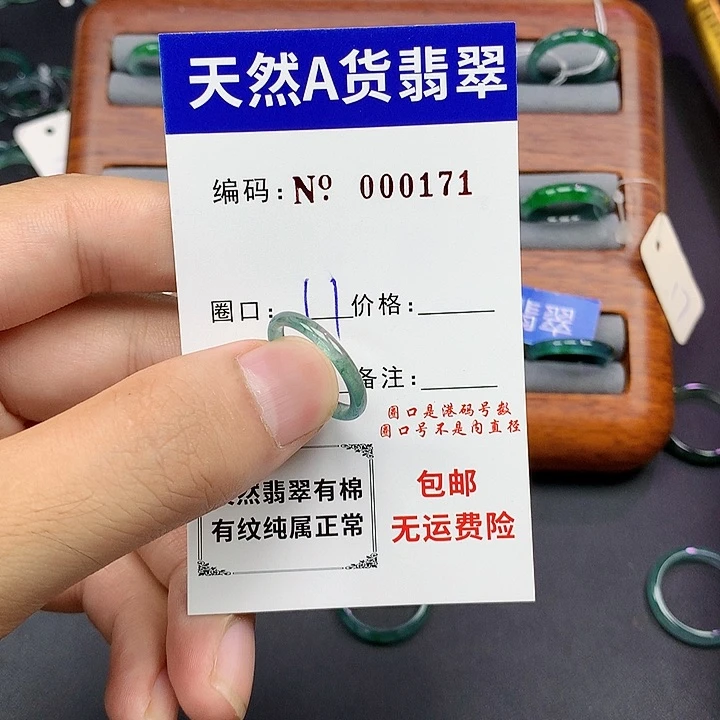 天然A货翡翠
编码:Nº 000171
圈口: 11 价格:
备注:
圈口是港码号数
圈口号不是内直径
然翡翠有棉
有纹纯属正常
包邮
无运费险
翡翠